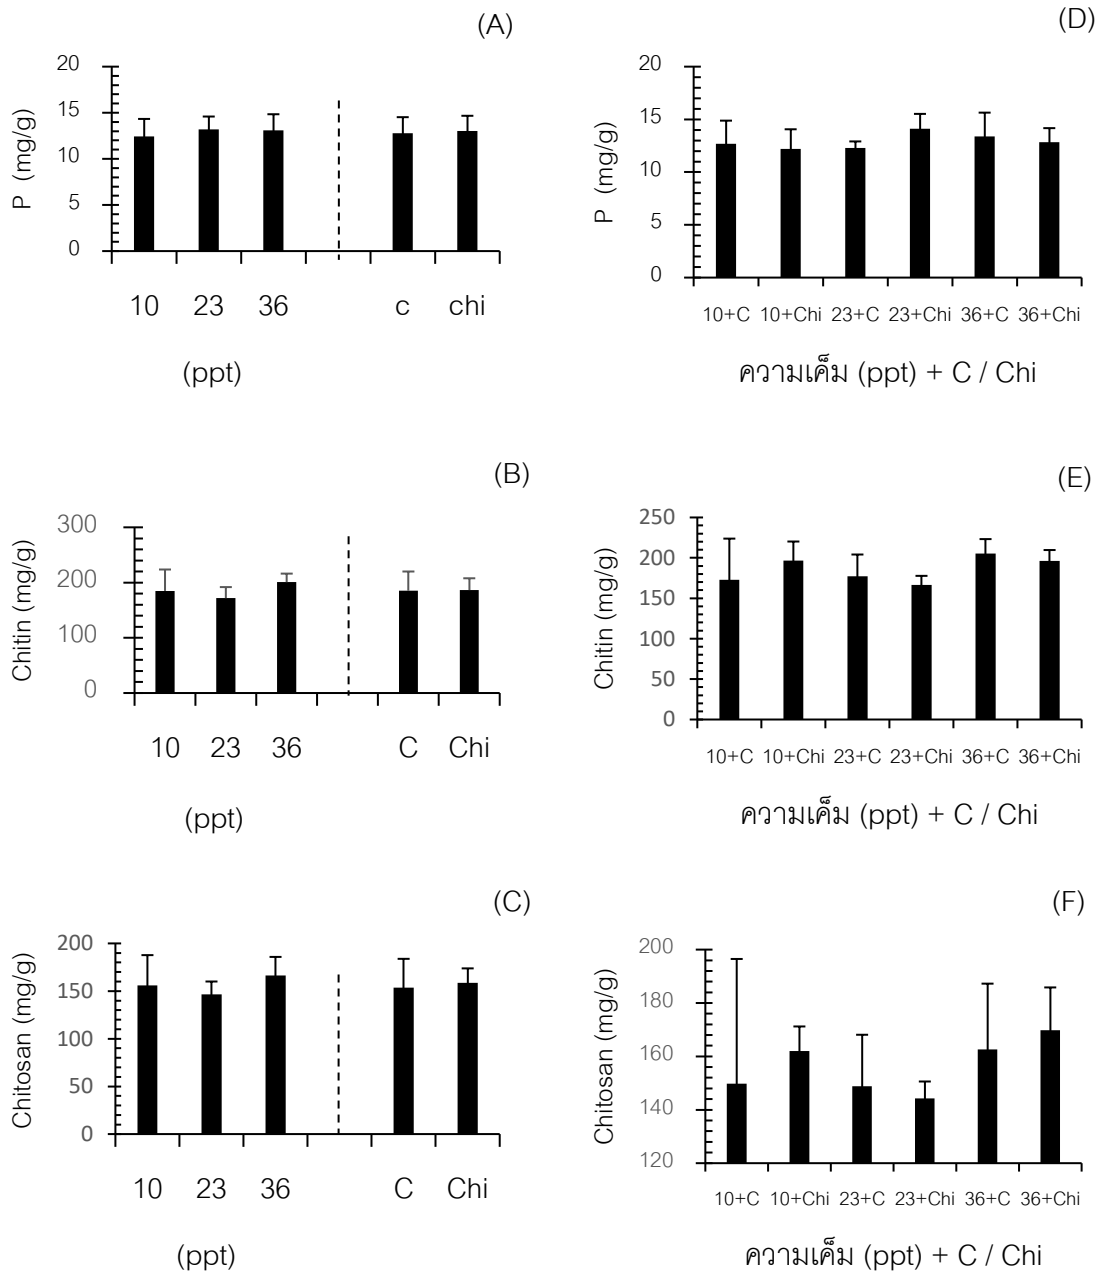 (A)
P (mg/g)
20
15
10
5
0
10 23 36 c chi
(ppt)
(D)
P (mg/g)
20
15
10
5
0
10+C 10+Chi 23+C 23+Chi 36+C 36+Chi
ความเค็ม (ppt) + C / Chi
(B)
Chitin (mg/g)
300
200
100
0
10 23 36 C Chi
(ppt)
(E)
Chitin (mg/g)
250
200
150
100
50
0
10+C 10+Chi 23+C 23+Chi 36+C 36+Chi
ความเค็ม (ppt) + C / Chi
(C)
Chitosan (mg/g)
200
150
100
50
0
10 23 36 C Chi
(ppt)
(F)
Chitosan (mg/g)
200
180
160
140
120
10+C 10+Chi 23+C 23+Chi 36+C 36+Chi
ความเค็ม (ppt) + C / Chi